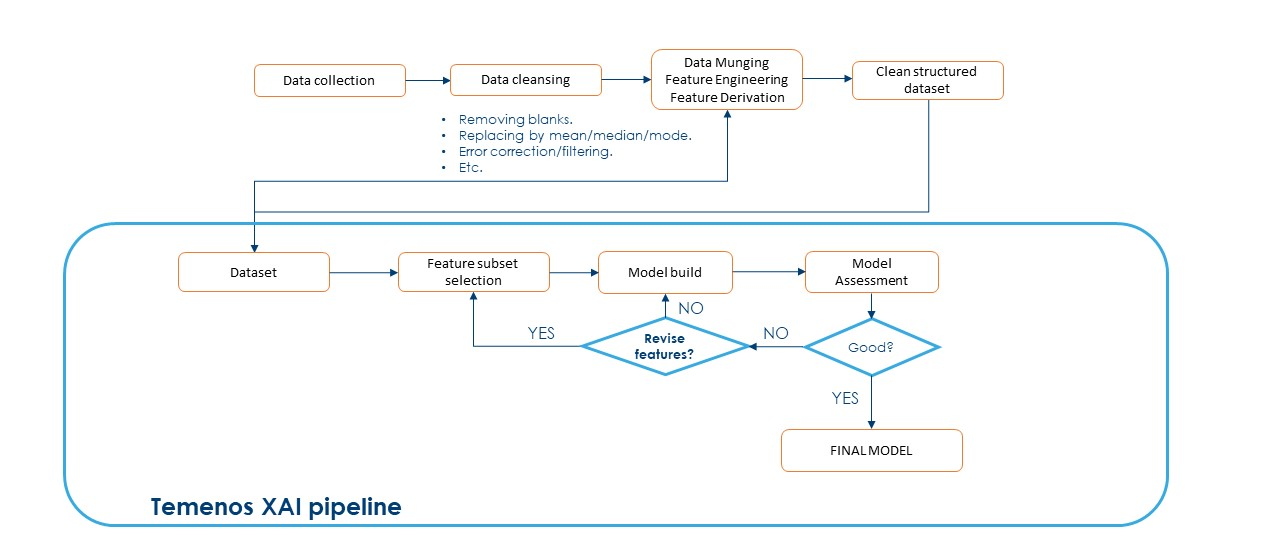 Data collection
Data cleansing
Data Munging
Feature Engineering
Feature Derivation
Clean structured
dataset
• Removing blanks.
• Replacing by mean/median/mode.
• Error correction/filtering.
• Etc.
Dataset
Feature subset
selection
Model build
Model
Assessment
NO
YES
Revise
features?
NO
Good?
YES
FINAL MODEL
Temenos XAI pipeline